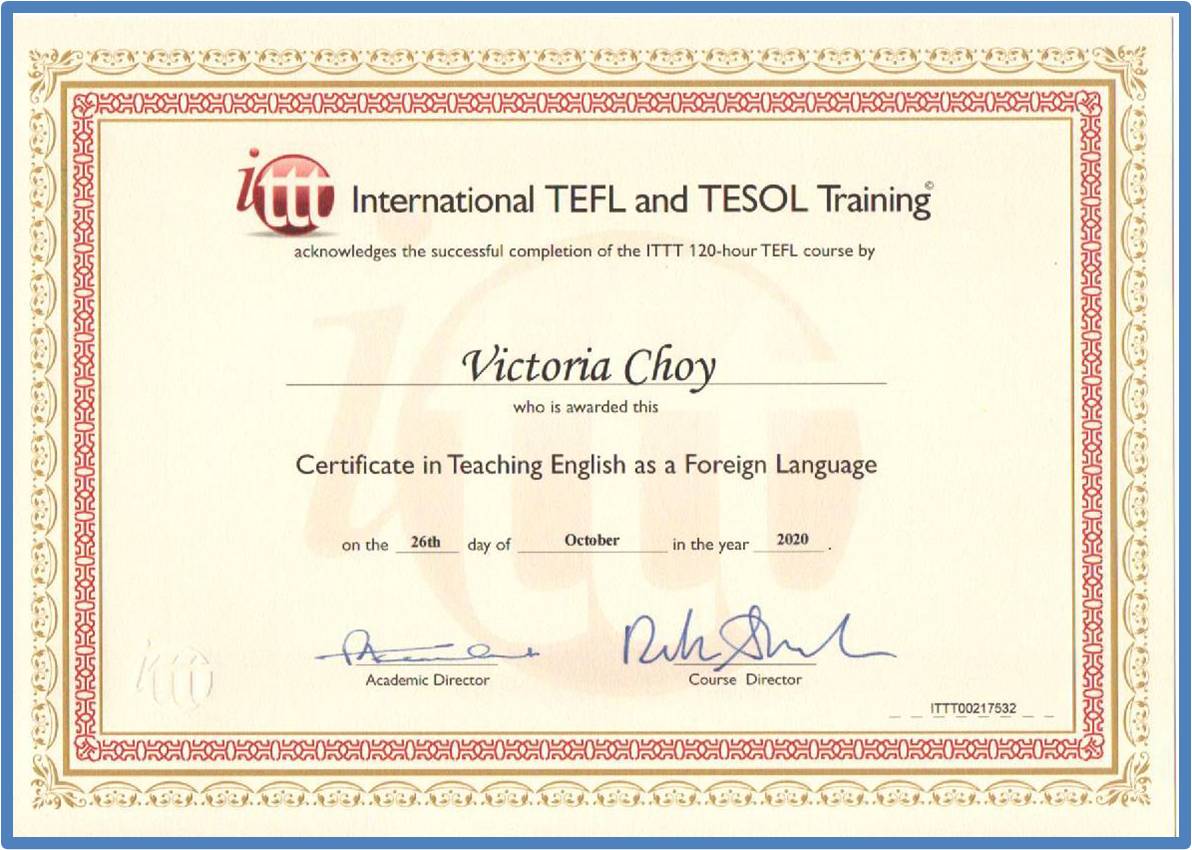 ittt International TEFL and TESOL Training©
acknowledges the successful completion of the ITTT 120-hour TEFL course by
Victoria Choy
who is awarded this
Certificate in Teaching English as a Foreign Language
on the 26th day of October in the year 2020 .
Academic Director Course Director
ittt
ITTT00217532